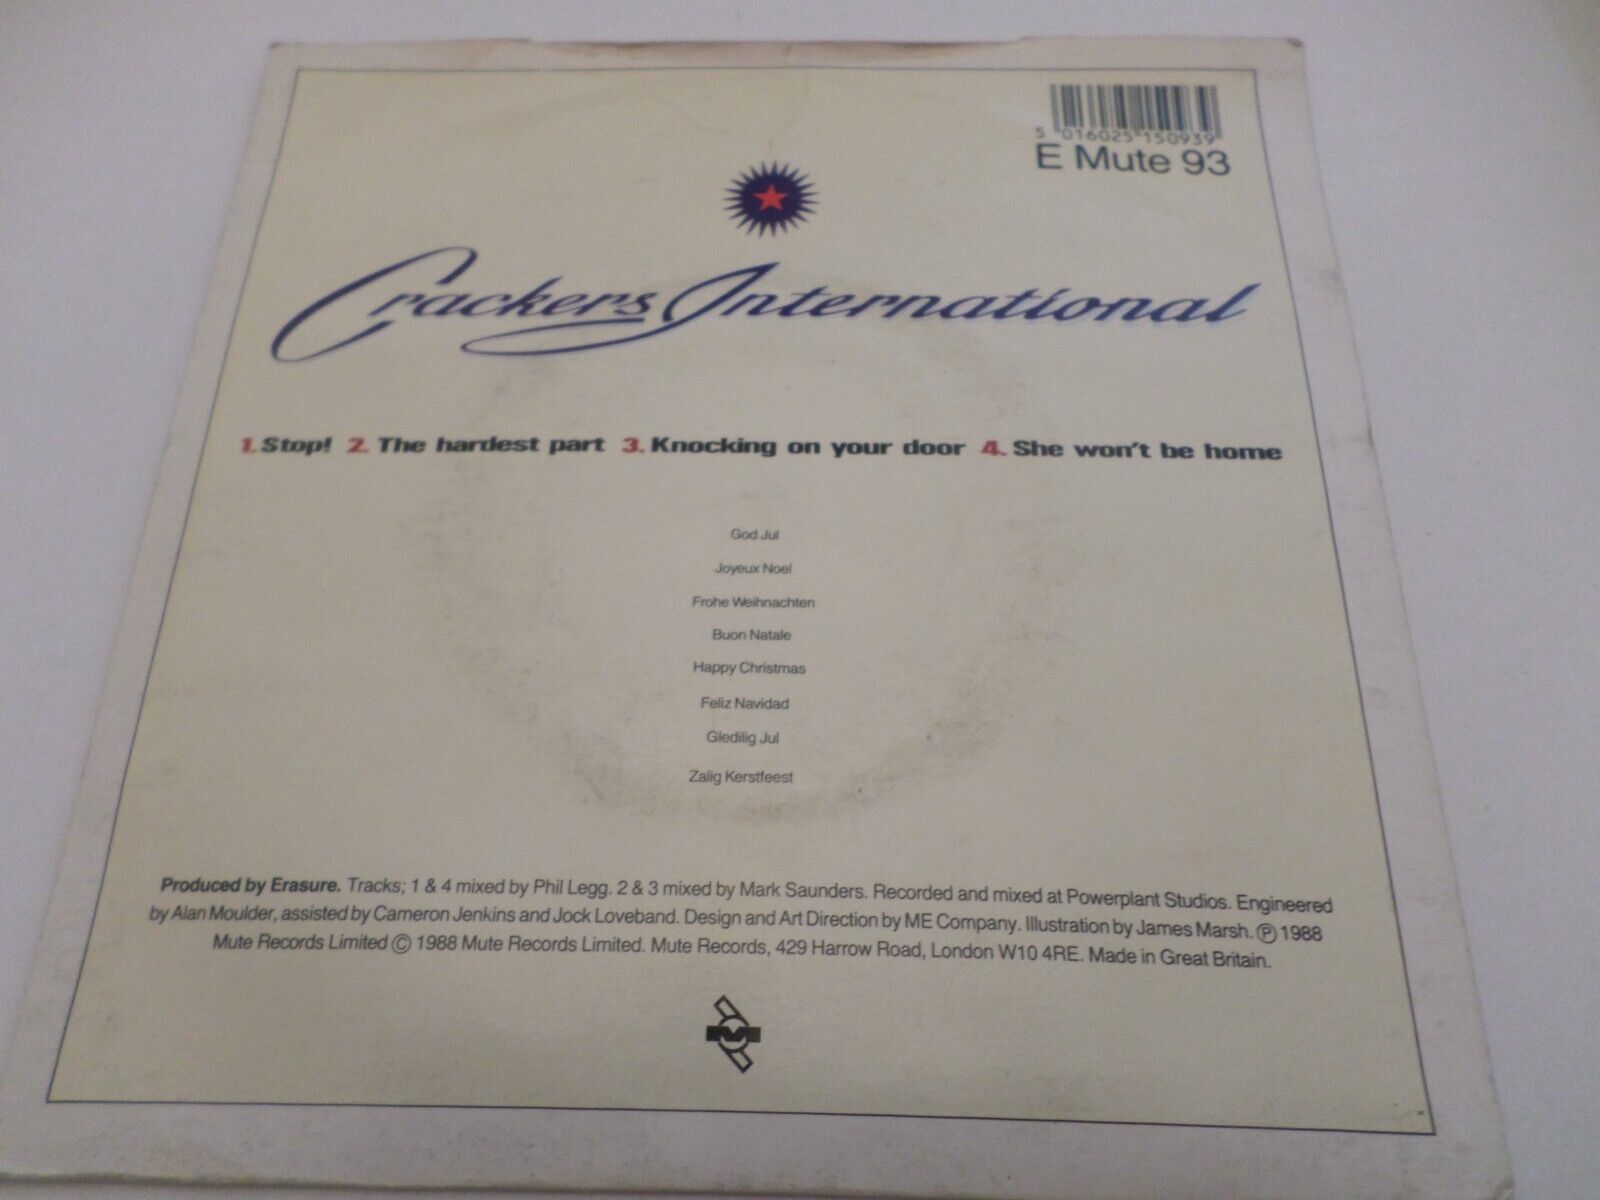 5 016025 150939
E Mute 93
Crackers International
1. Stop! 2. The hardest part 3. Knocking on your door 4. She won't be home
God Jul
Joyeux Noel
Frohe Weihnachten
Buon Natale
Happy Christmas
Feliz Navidad
Gledilig Jul
Zalig Kerstfeest
Produced by Erasure. Tracks; 1 & 4 mixed by Phil Legg. 2 & 3 mixed by Mark Saunders. Recorded and mixed at Powerplant Studios. Engineered
by Alan Moulder, assisted by Cameron Jenkins and Jock Loveband. Design and Art Direction by ME Company. Illustration by James Marsh. ℗ 1988
Mute Records Limited © 1988 Mute Records Limited. Mute Records, 429 Harrow Road, London W10 4RE. Made in Great Britain.